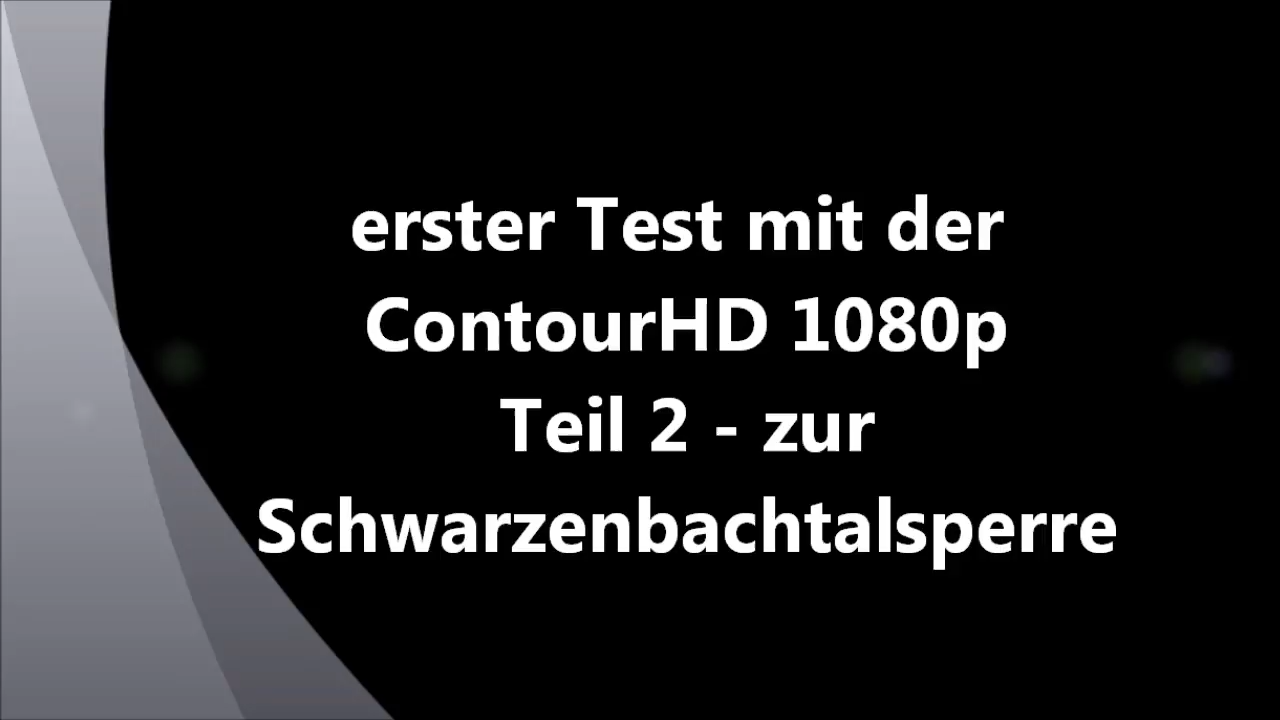 erster Test mit der
ContourHD 1080p
Teil 2 - zur
Schwarzenbachtalsperre